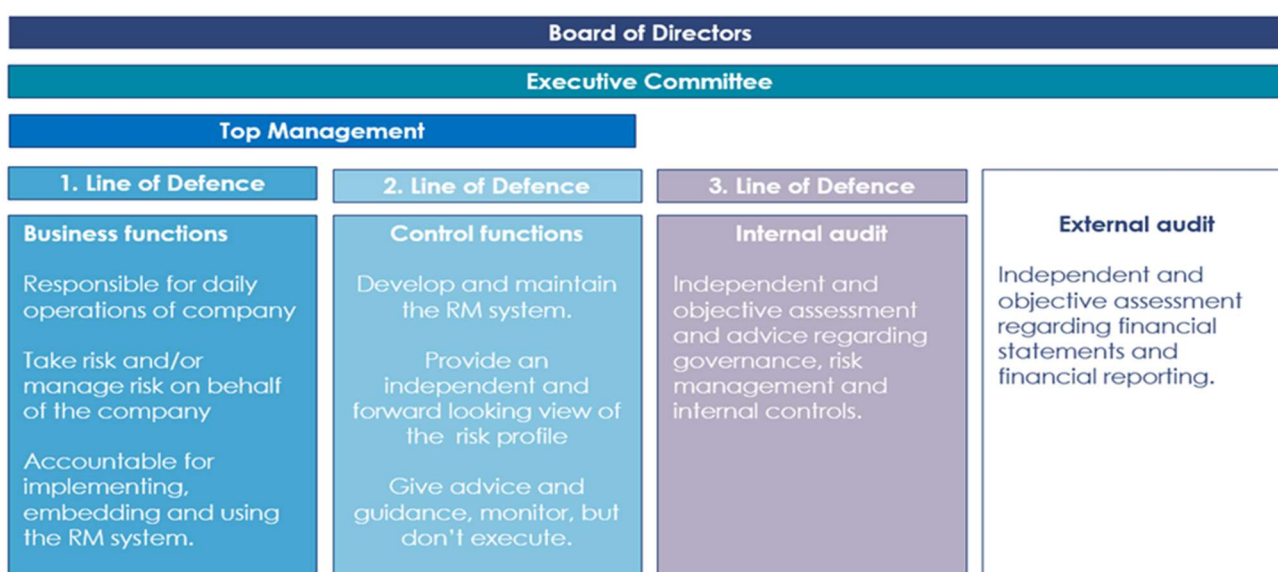 Board of Directors
Executive Committee
Top Management
1. Line of Defence
2. Line of Defence
3. Line of Defence
Business functions
Responsible for daily
operations of company
Take risk and/or
manage risk on behalf
of the company
Accountable for
implementing,
embedding and using
the RM system.
Control functions
Develop and maintain
the RM system.
Provide an
independent and
forward looking view of
the risk profile
Give advice and
guidance, monitor, but
don't execute.
Internal audit
Independent and
objective assessment
and advice regarding
governance, risk
management and
internal controls.
External audit
Independent and
objective assessment
regarding financial
statements and
financial reporting.